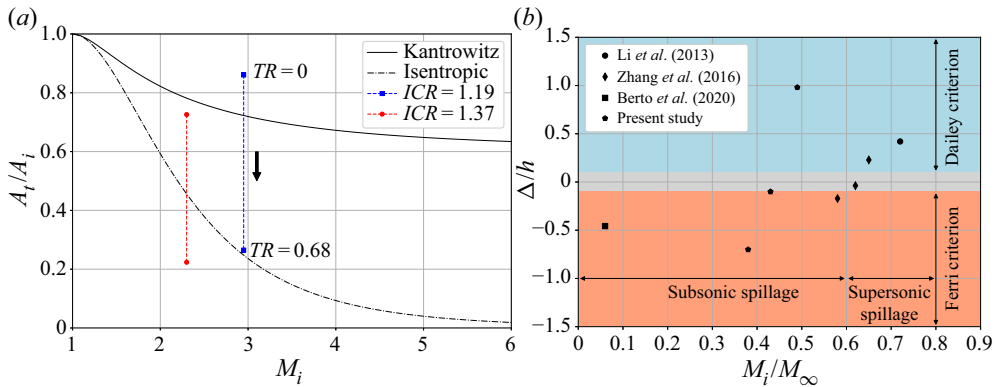 (a)
1.0
0.8
0.6
0.4
0.2
0
A_t/A_i
1
2
3
4
5
6
M_i
Kantrowitz
Isentropic
ICR = 1.19
ICR = 1.37
TR = 0
TR = 0.68
(b)
1.5
1.0
0.5
0
−0.5
−1.0
−1.5
Δ/h
0
0.1
0.2
0.3
0.4
0.5
0.6
0.7
0.8
0.9
M_i/M_∞
Li et al. (2013)
Zhang et al. (2016)
Berto et al. (2020)
Present study
Dailey criterion
Ferri criterion
Subsonic spillage
Supersonic
spillage